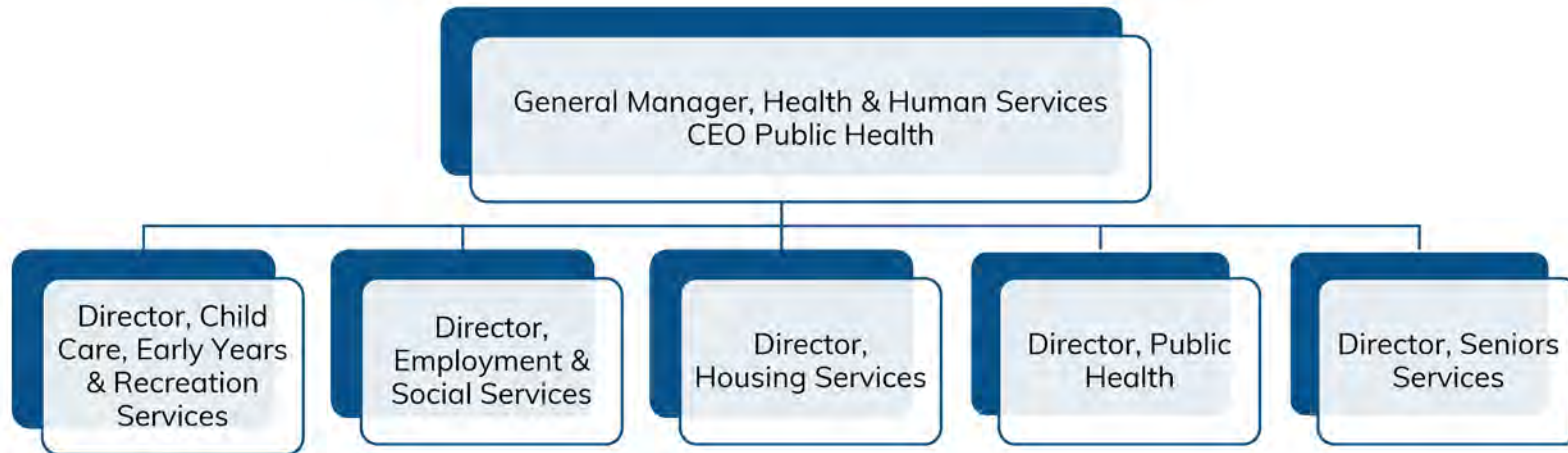 General Manager, Health & Human Services
CEO Public Health
Director, Child
Care, Early Years
& Recreation
Services
Director,
Employment &
Social Services
Director,
Housing Services
Director, Public
Health
Director, Seniors
Services